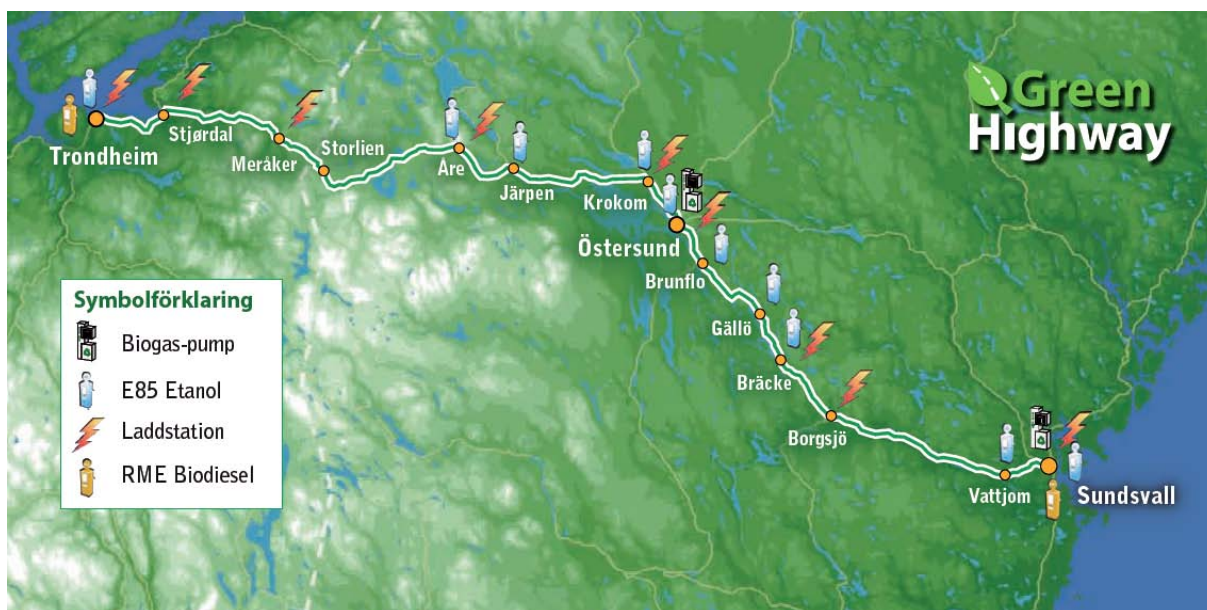 Green
Highway
Trondheim
Stjørdal
Meråker
Storlien
Åre
Järpen
Krokom
Östersund
Brunflo
Gällö
Bräcke
Borgsjö
Vattjom
Sundsvall
Symbolförklaring
Biogas-pump
E85 Etanol
Laddstation
RME Biodiesel